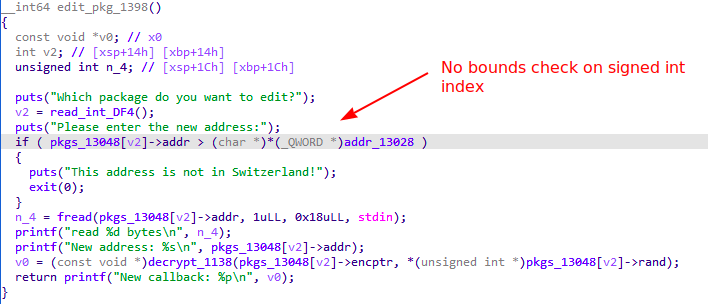 __int64 edit_pkg_1398()
{
  const void *v0; // x0
  int v2; // [xsp+14h] [xbp+14h]
  unsigned int n_4; // [xsp+1Ch] [xbp+1Ch]
  puts("Which package do you want to edit?");
  v2 = read_int_DF4();
No bounds check on signed int
index
  puts("Please enter the new address:");
  if ( pkgs_13048[v2]->addr > (char *)*(_QWORD *)addr_13028 )
  {
    puts("This address is not in Switzerland!");
    exit(0);
  }
  n_4 = fread(pkgs_13048[v2]->addr, 1uLL, 0x18uLL, stdin);
  printf("read %d bytes\n", n_4);
  printf("New address: %s\n", pkgs_13048[v2]->addr);
  v0 = (const void *)decrypt_1138(pkgs_13048[v2]->encptr, *(unsigned int *)pkgs_13048[v2]->rand);
  return printf("New callback: %p\n", v0);
}